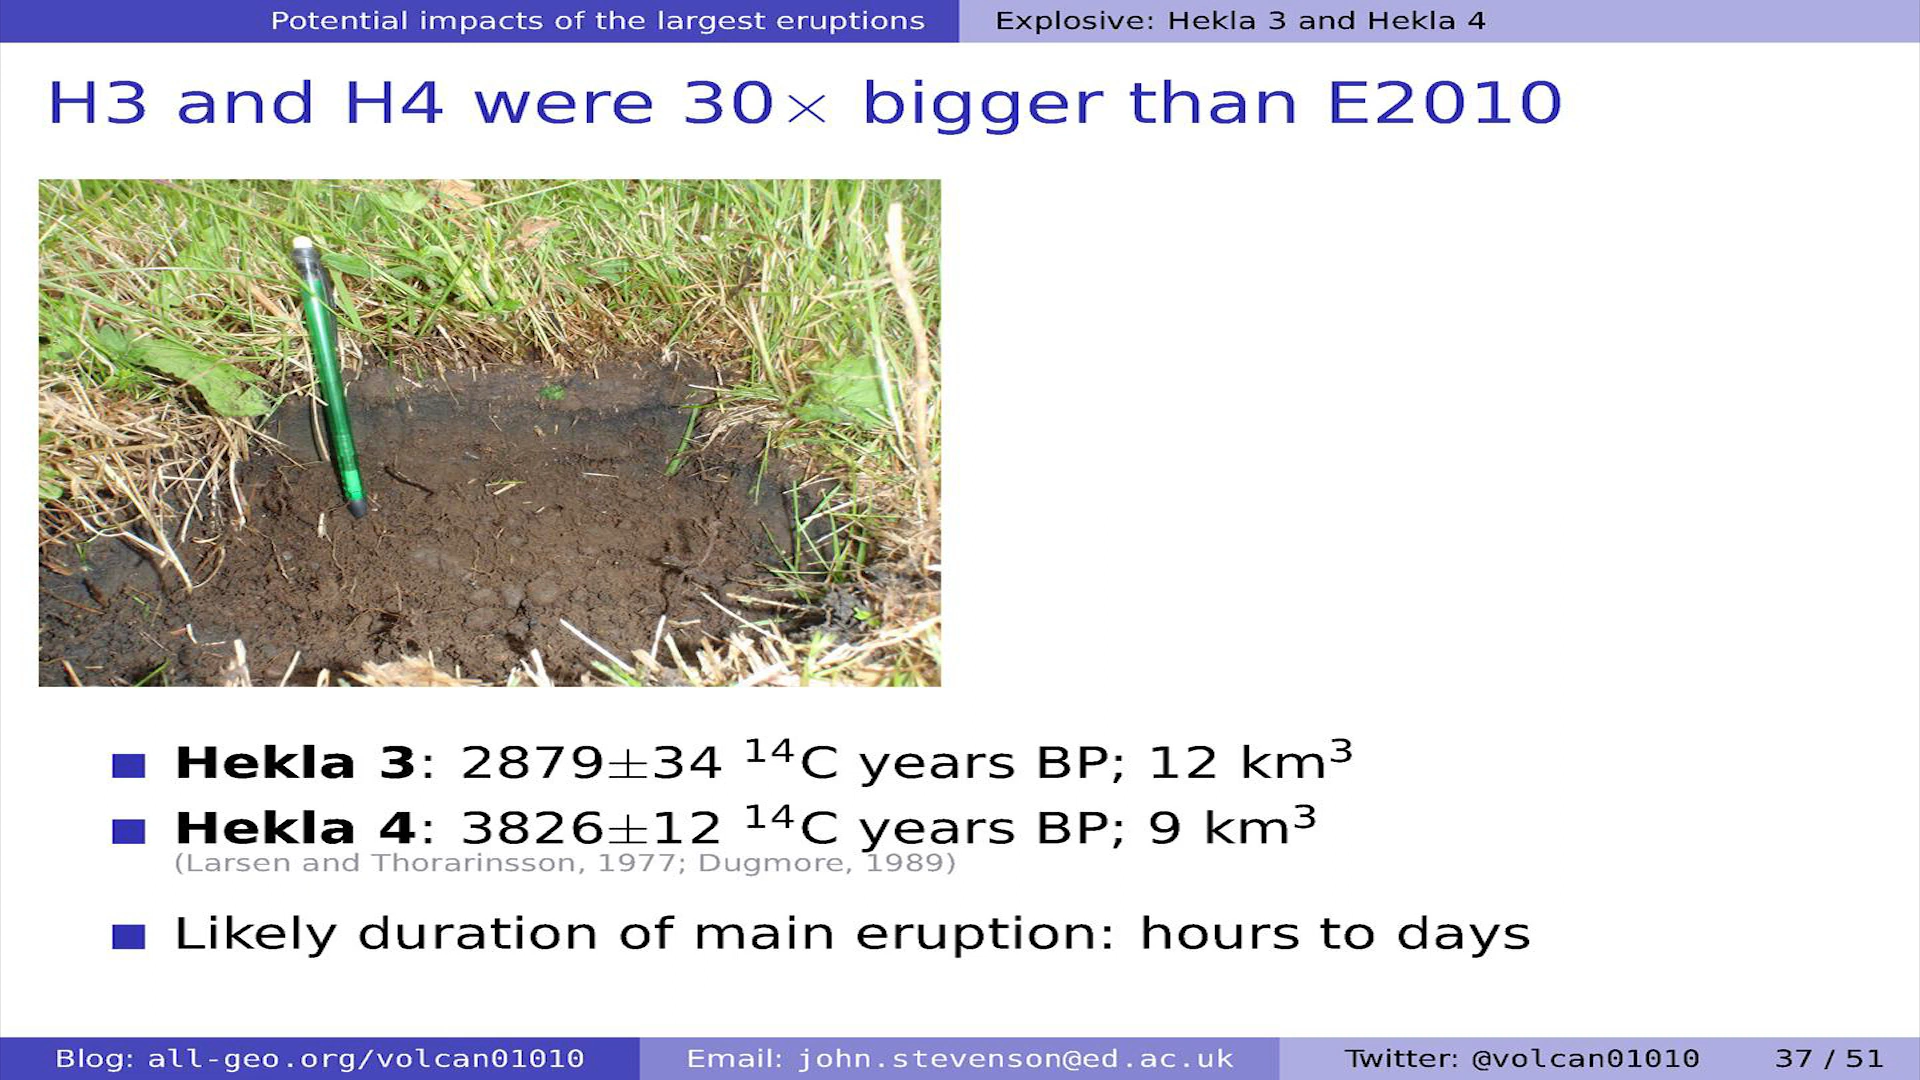 Potential impacts of the largest eruptions
Explosive: Hekla 3 and Hekla 4
H3 and H4 were 30× bigger than E2010
Hekla 3: 2879±34 ¹⁴C years BP; 12 km³
Hekla 4: 3826±12 ¹⁴C years BP; 9 km³
(Larsen and Thorarinsson, 1977; Dugmore, 1989)
Likely duration of main eruption: hours to days
Blog: all-geo.org/volcan01010
Email: john.stevenson@ed.ac.uk
Twitter: @volcan01010
37 / 51